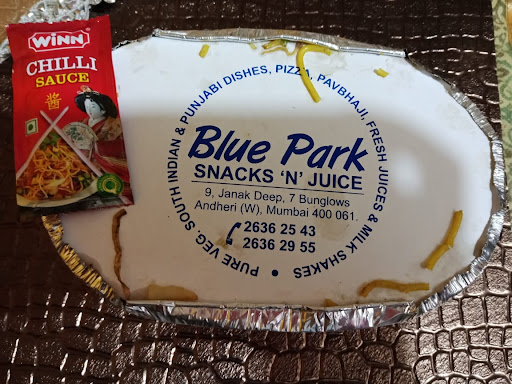 WINN
CHILLI
SAUCE
酱
PURE VEG. SOUTH INDIAN & PUNJABI DISHES, PIZZA, PAVBHAJI, FRESH JUICES & MILK SHAKES
Blue Park
SNACKS 'N' JUICE
9, Janak Deep, 7 Bunglows
Andheri (W), Mumbai 400 061.
2636 25 43
2636 29 55